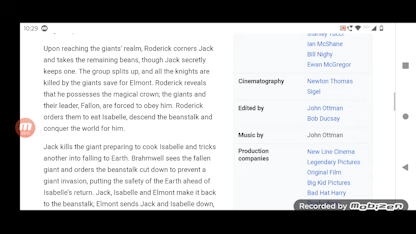 10:29
Stanley Tucci
Upon reaching the giants' realm, Roderick corners Jack
and takes the remaining beans, though Jack secretly
keeps one. The group splits up, and all the knights are
killed by the giants save for Elmont. Roderick reveals
that he possesses the magical crown; the giants and
their leader, Fallon, are forced to obey him. Roderick
orders them to eat Isabelle, descend the beanstalk and
conquer the world for him.
Jack kills the giant preparing to cook Isabelle and tricks
another into falling to Earth. Brahmwell sees the fallen
giant and orders the beanstalk cut down to prevent a
giant invasion, putting the safety of the Earth ahead of
Isabelle's return. Jack, Isabelle and Elmont make it back
to the beanstalk; Elmont sends Jack and Isabelle down,
Ian McShane
Bill Nighy
Ewan McGregor
Cinematography
Newton Thomas
Sigel
Edited by
John Ottman
Bob Ducsay
Music by
John Ottman
Production
companies
New Line Cinema
Legendary Pictures
Original Film
Big Kid Pictures
Bad Hat Harry
Recorded by Mobizen